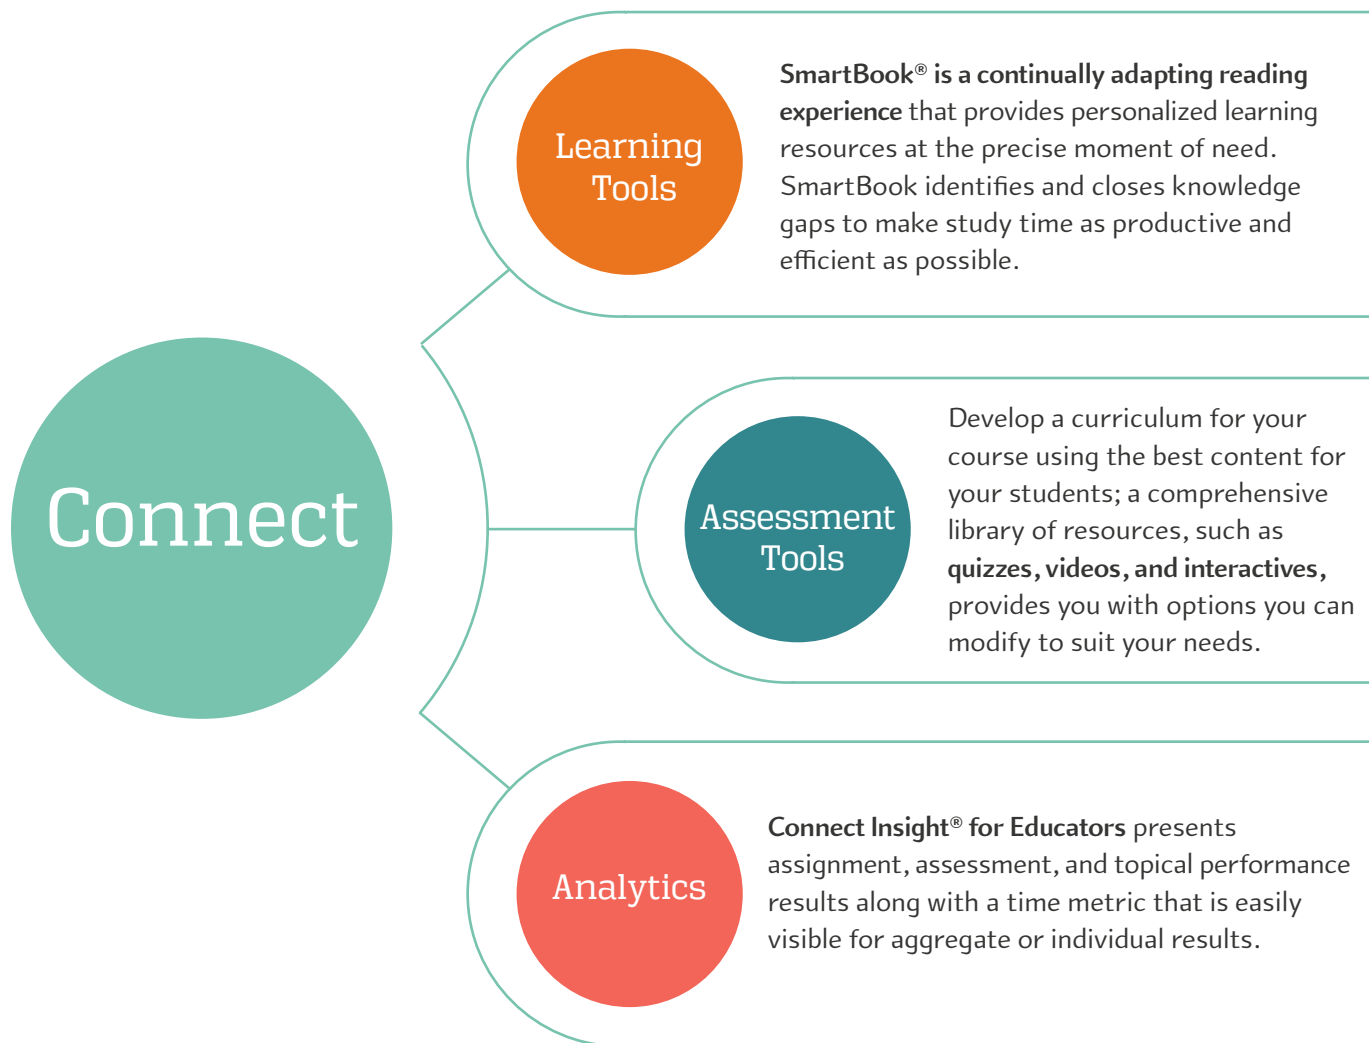 Learning
Tools
SmartBook® is a continually adapting reading
experience that provides personalized learning
resources at the precise moment of need.
SmartBook identifies and closes knowledge
gaps to make study time as productive and
efficient as possible.
Connect
Assessment
Tools
Develop a curriculum for your
course using the best content for
your students; a comprehensive
library of resources, such as
quizzes, videos, and interactives,
provides you with options you can
modify to suit your needs.
Analytics
Connect Insight® for Educators presents
assignment, assessment, and topical performance
results along with a time metric that is easily
visible for aggregate or individual results.